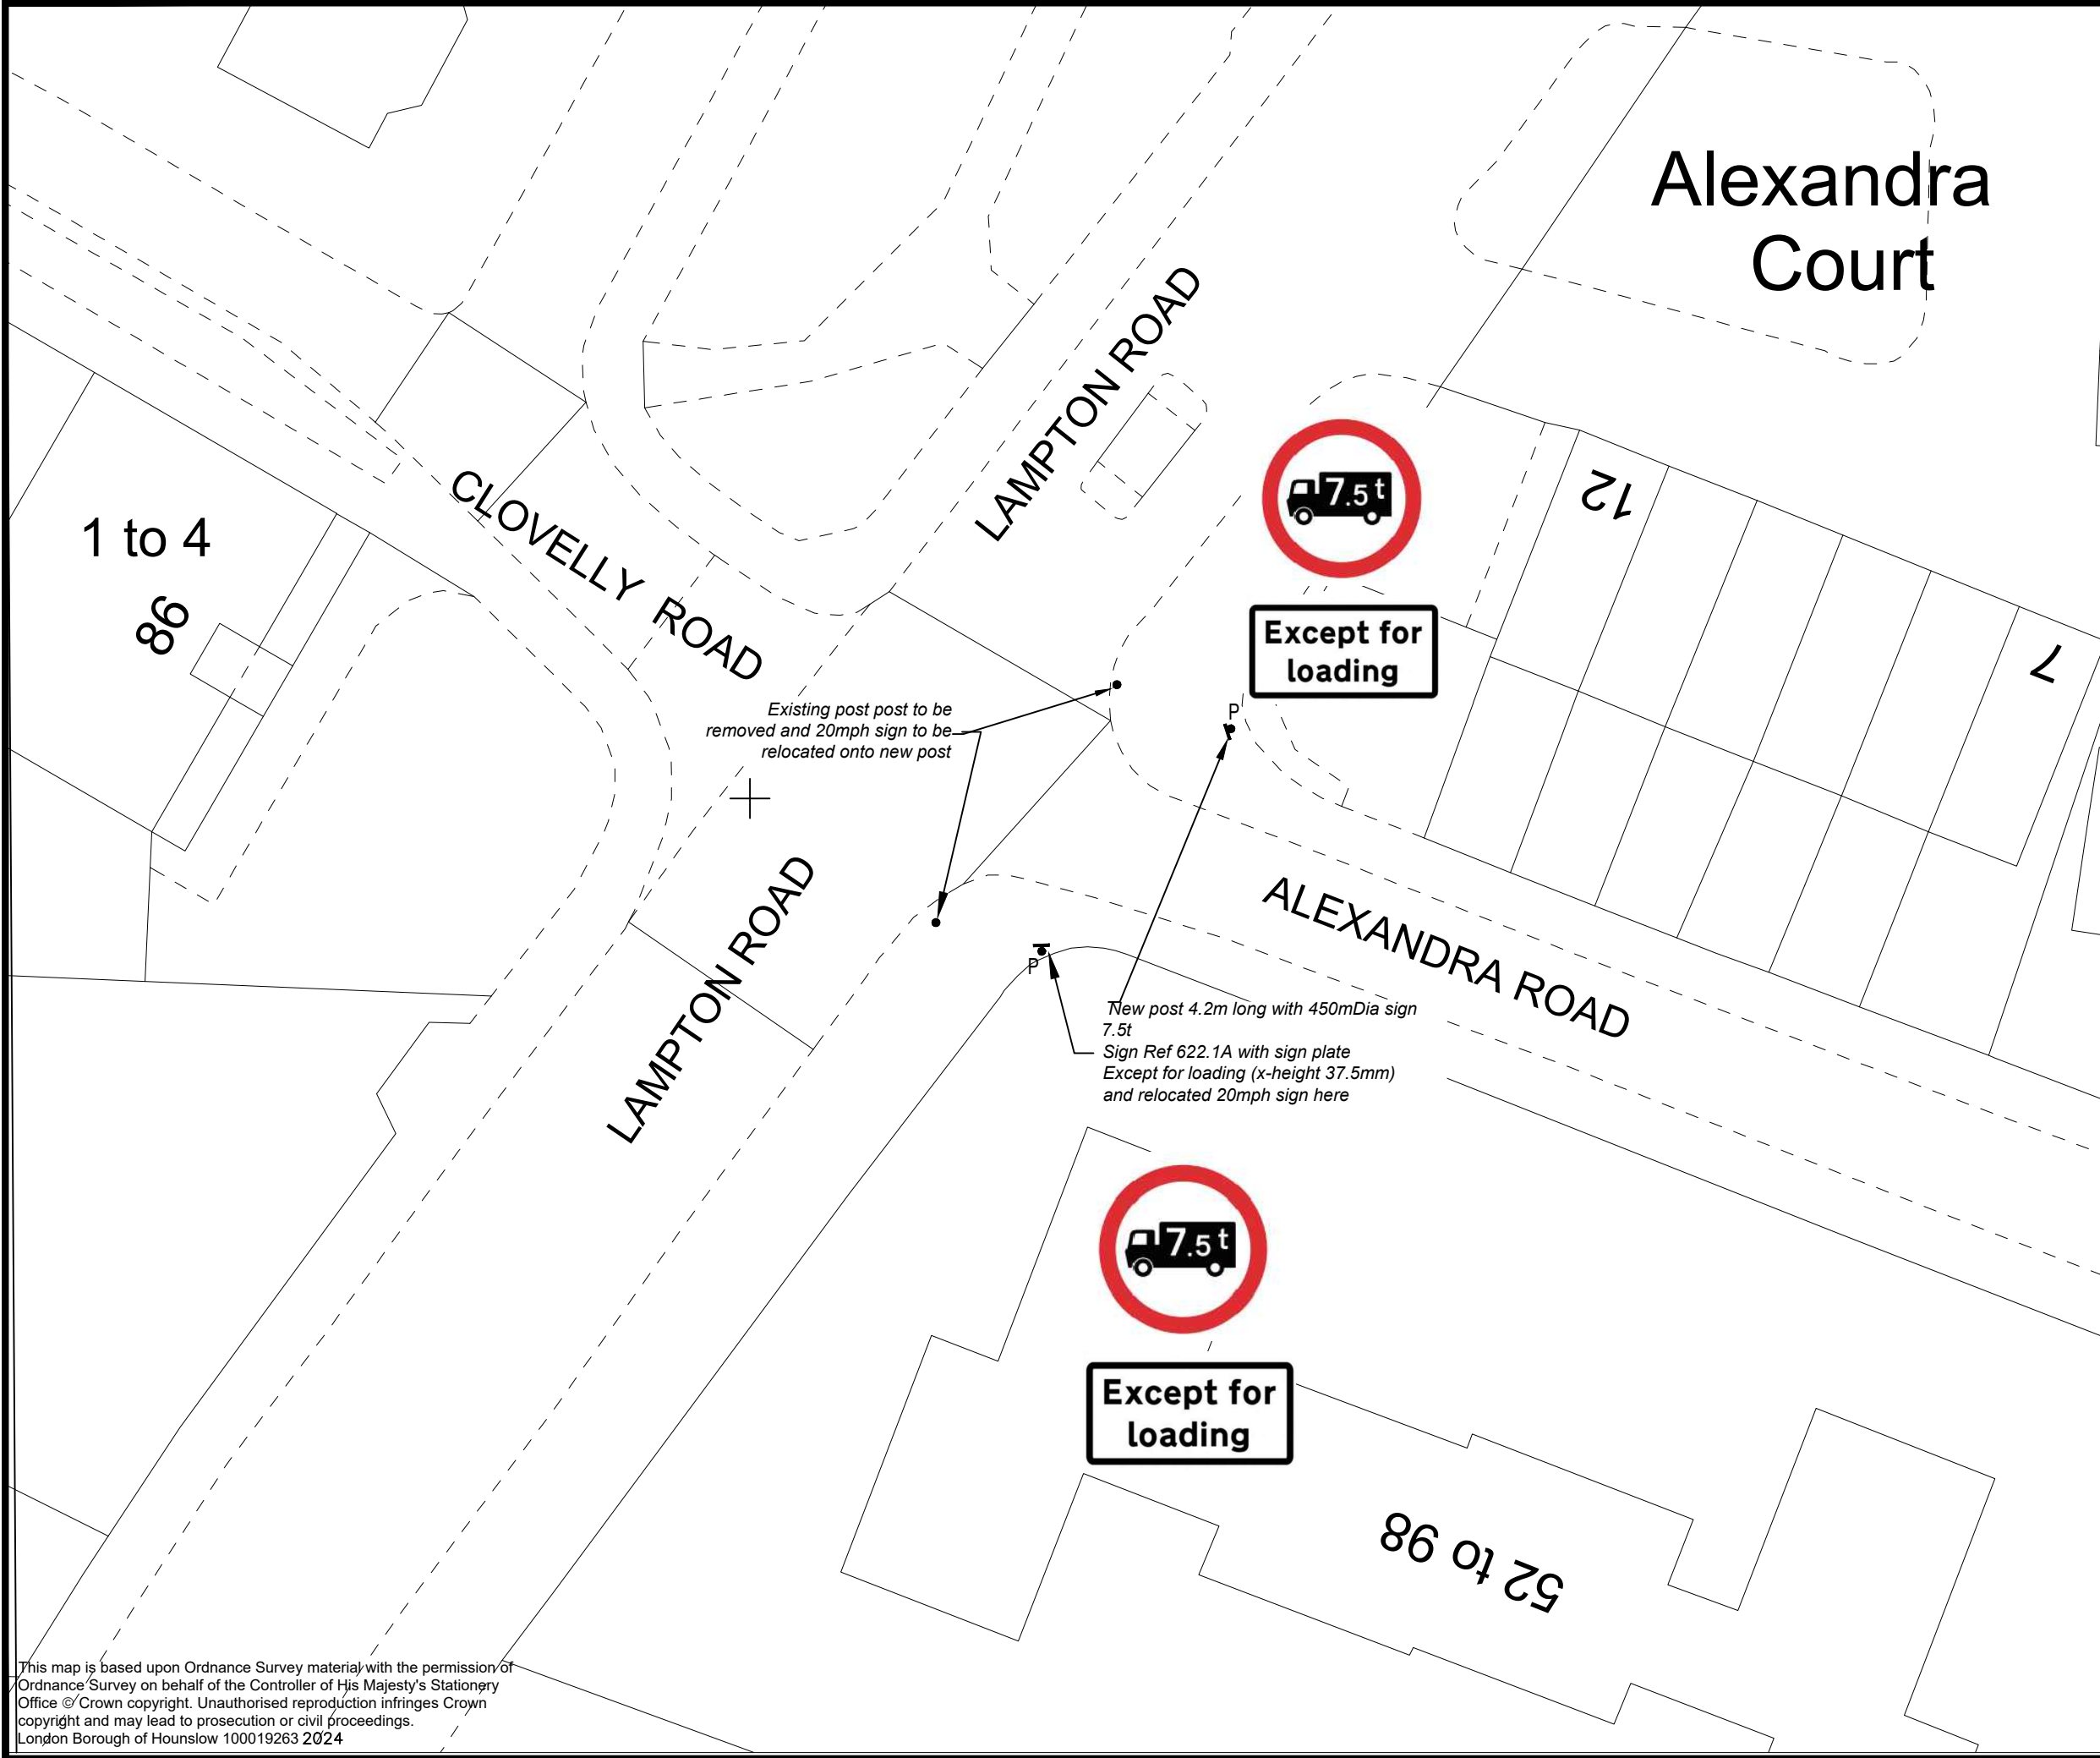 Alexandra
Court
LAMPTON ROAD
7.5t
12
CLOVELLY ROAD
1 to 4
86
Except for
loading
7
Existing post post to be
removed and 20mph sign to be
relocated onto new post
P
LAMPTON ROAD
ALEXANDRA ROAD
P
New post 4.2m long with 450mDia sign
7.5t
Sign Ref 622.1A with sign plate
Except for loading (x-height 37.5mm)
and relocated 20mph sign here
7.5t
Except for
loading
52 to 98
This map is based upon Ordnance Survey material with the permission of
Ordnance Survey on behalf of the Controller of His Majesty's Stationery
Office © Crown copyright. Unauthorised reproduction infringes Crown
copyright and may lead to prosecution or civil proceedings.
London Borough of Hounslow 100019263 2024